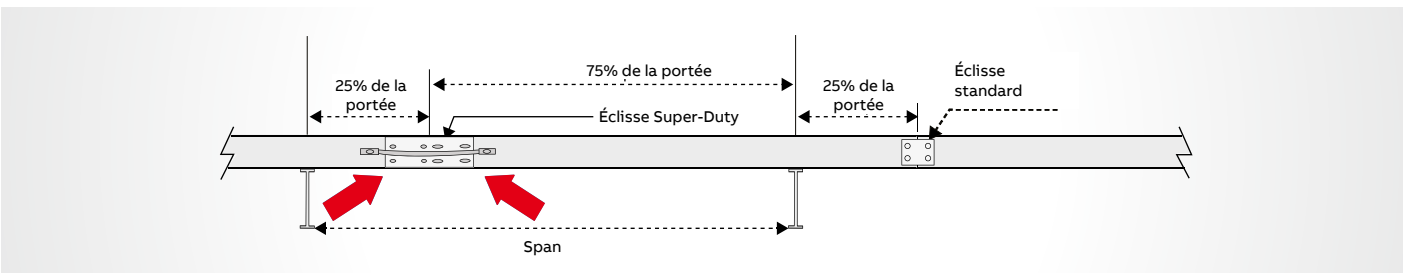 75% de la portée
25% de la
portée
25% de la
portée
Éclisse
standard
Éclisse Super-Duty
Span